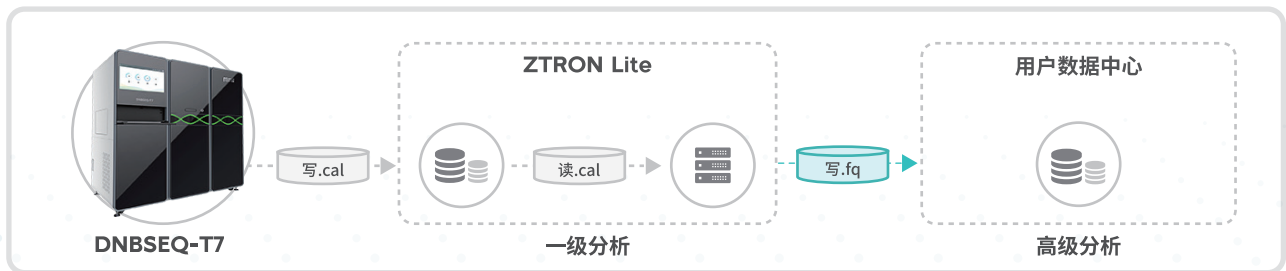 ZTRON Lite
用户数据中心
写.cal
读.cal
写.fq
DNBSEQ-T7
一级分析
高级分析